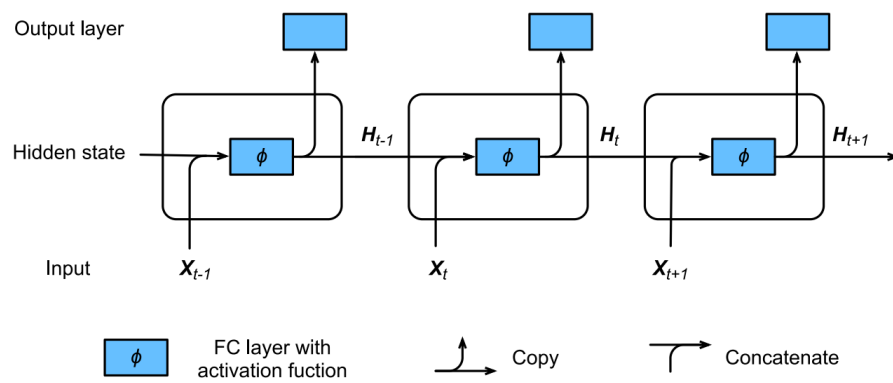 Output layer
Hidden state
ϕ
H_{t-1}
ϕ
H_t
ϕ
H_{t+1}
Input
X_{t-1}
X_t
X_{t+1}
ϕ
FC layer with
activation fuction
Copy
Concatenate